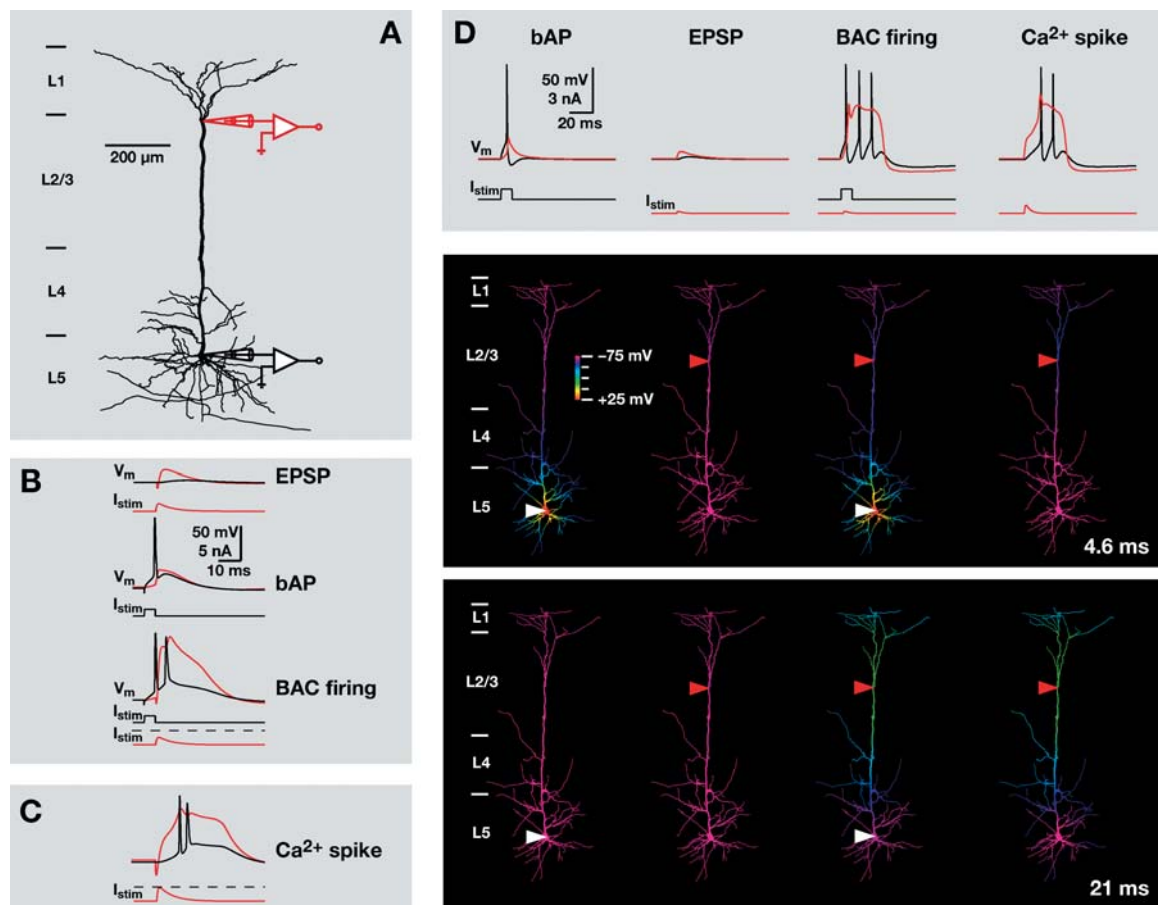 A
L1
200 µm
L2/3
L4
L5
B
Vm
EPSP
Istim
50 mV
5 nA
10 ms
Vm
bAP
Istim
Vm
BAC firing
Istim
Istim
C
Ca2+ spike
Istim
D
bAP
EPSP
BAC firing
Ca2+ spike
50 mV
3 nA
20 ms
Vm
Istim
Istim
L1
L2/3
−75 mV
+25 mV
L4
L5
4.6 ms
L1
L2/3
L4
L5
21 ms